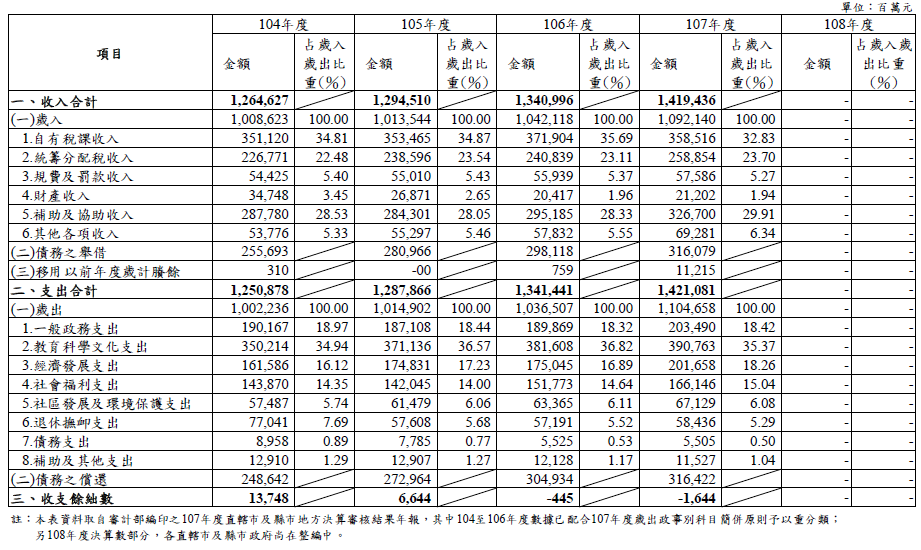 單位：百萬元
項目 104年度 105年度 106年度 107年度 108年度
金額 占歲入歲出比重(%) 金額 占歲入歲出比重(%) 金額 占歲入歲出比重(%) 金額 占歲入歲出比重(%) 金額 占歲入歲出比重(%)
一、收入合計 1,264,627 1,294,510 1,340,996 1,419,436 - -
(一)歲入 1,008,623 100.00 1,013,544 100.00 1,042,118 100.00 1,092,140 100.00 - -
1.自有稅課收入 351,120 34.81 353,465 34.87 371,904 35.69 358,516 32.83 - -
2.統籌分配稅收入 226,771 22.48 238,596 23.54 240,839 23.11 258,854 23.70 - -
3.規費及罰款收入 54,425 5.40 55,010 5.43 55,939 5.37 57,586 5.27 - -
4.財產收入 34,748 3.45 26,871 2.65 20,417 1.96 21,202 1.94 - -
5.補助及協助收入 287,780 28.53 284,301 28.05 295,185 28.33 326,700 29.91 - -
6.其他各項收入 53,776 5.33 55,297 5.46 57,832 5.55 69,281 6.34 - -
(二)債務之舉借 255,693 280,966 298,118 316,079 - -
(三)移用以前年度歲計賸餘 310 -00 759 11,215 - -
二、支出合計 1,250,878 1,287,866 1,341,441 1,421,081 - -
(一)歲出 1,002,236 100.00 1,014,902 100.00 1,036,507 100.00 1,104,658 100.00 - -
1.一般政務支出 190,167 18.97 187,108 18.44 189,869 18.32 203,490 18.42 - -
2.教育科學文化支出 350,214 34.94 371,136 36.57 381,608 36.82 390,763 35.37 - -
3.經濟發展支出 161,586 16.12 174,831 17.23 175,045 16.89 201,658 18.26 - -
4.社會福利支出 143,870 14.35 142,045 14.00 151,773 14.64 166,146 15.04 - -
5.社區發展及環境保護支出 57,487 5.74 61,479 6.06 63,365 6.11 67,129 6.08 - -
6.退休撫卹支出 77,041 7.69 57,608 5.68 57,191 5.52 58,436 5.29 - -
7.債務支出 8,958 0.89 7,785 0.77 5,525 0.53 5,505 0.50 - -
8.補助及其他支出 12,910 1.29 12,907 1.27 12,128 1.17 11,527 1.04 - -
(二)債務之償還 248,642 272,964 304,934 316,422 - -
三、收支餘絀數 13,748 6,644 -445 -1,644 - -
註：本表資料取自審計部編印之107年度直轄市及縣市地方決算審核結果年報，其中104至106年度數據已配合107年度歲出政事別科目簡併原則予以重分類；
另108年度決算數部分，各直轄市及縣市政府尚在整編中。